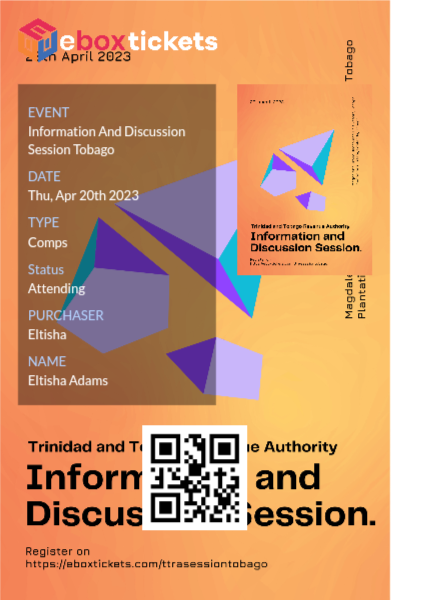 eboxtickets
th April 2023
EVENT
Information And Discussion
Session Tobago
DATE
Thu, Apr 20th 2023
TYPE
Comps
Status
Attending
PURCHASER
Eltisha
NAME
Eltisha Adams
Tobago
Trinidad and Tobago Revenue Authority
Information and
Discussion Session.
Magdale
Plantati
Trinidad and T ue Authority
Inform and
Discus Session.
Register on
https://eboxtickets.com/ttrasessiontobago